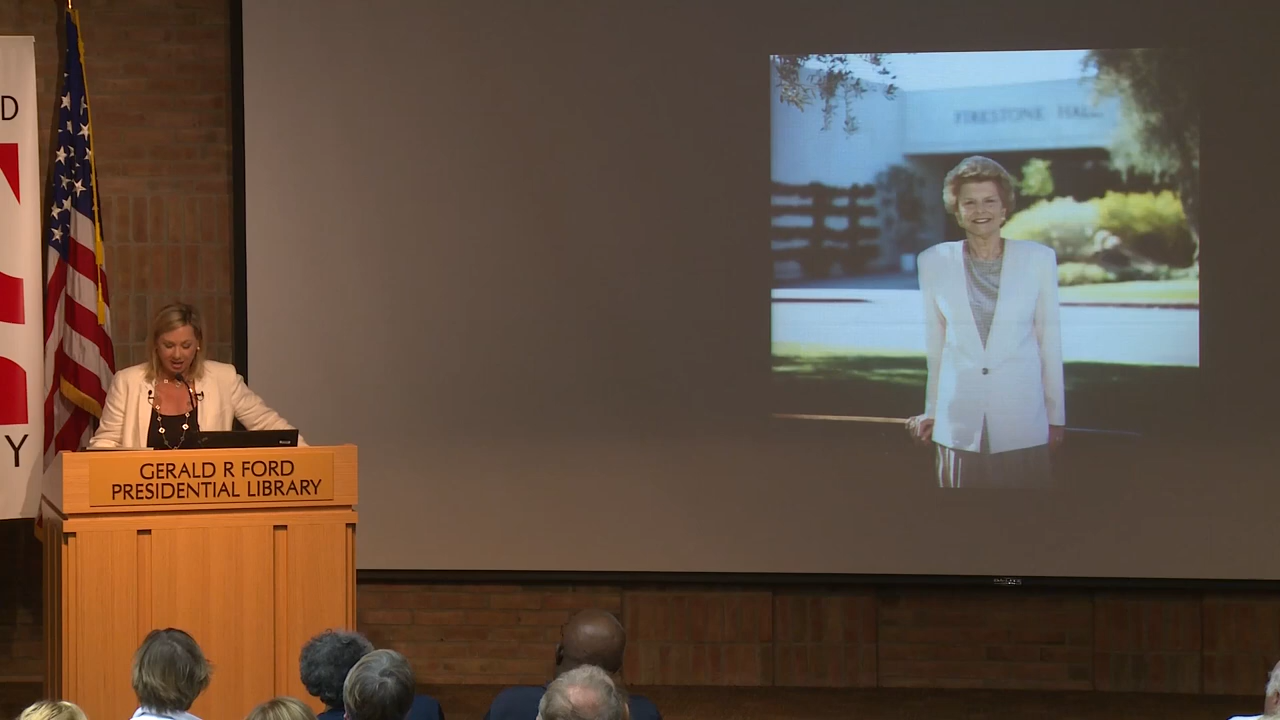 D
Y
GERALD R FORD
PRESIDENTIAL LIBRARY
FIRESTONE HALL